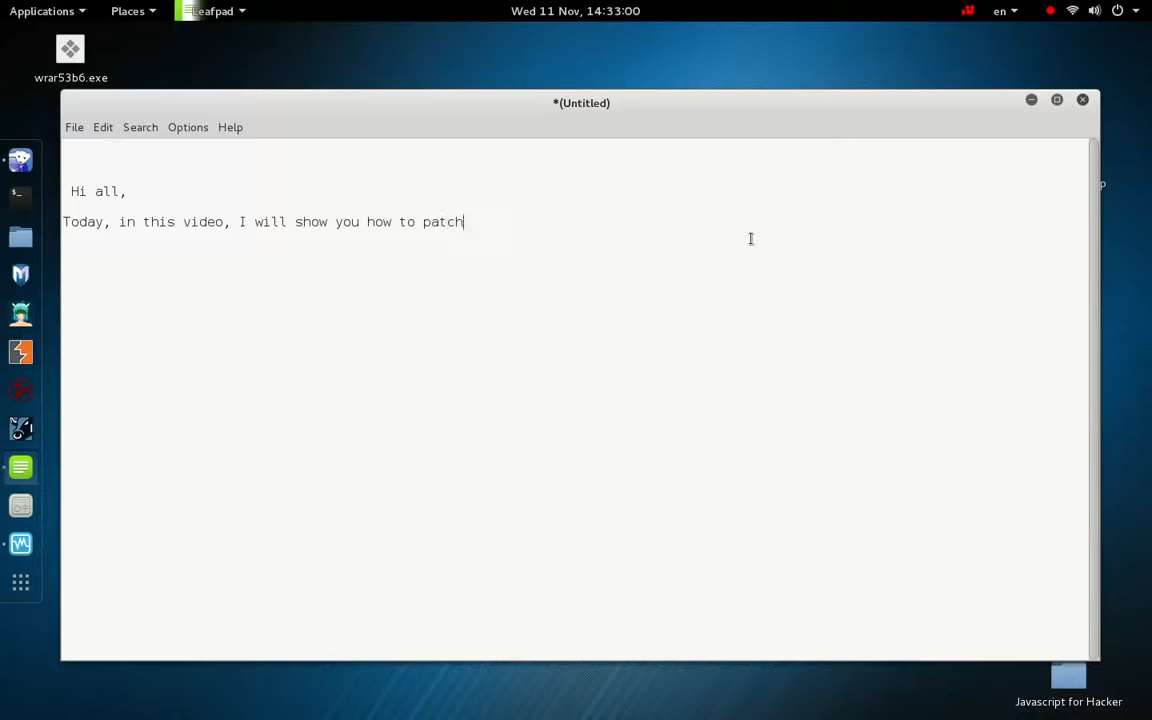 Applications Places Leafpad Wed 11 Nov, 14:33:00 en
wrar53b6.exe
*(Untitled)
File Edit Search Options Help
Hi all,
p
Today, in this video, I will show you how to patch
Javascript for Hacker